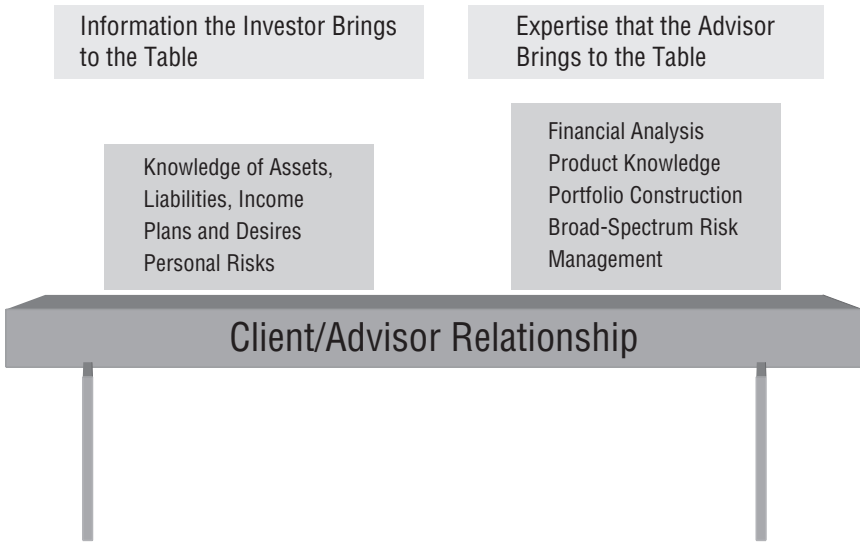 Information the Investor Brings
to the Table
Expertise that the Advisor
Brings to the Table
Knowledge of Assets,
Liabilities, Income
Plans and Desires
Personal Risks
Financial Analysis
Product Knowledge
Portfolio Construction
Broad-Spectrum Risk
Management
Client/Advisor Relationship